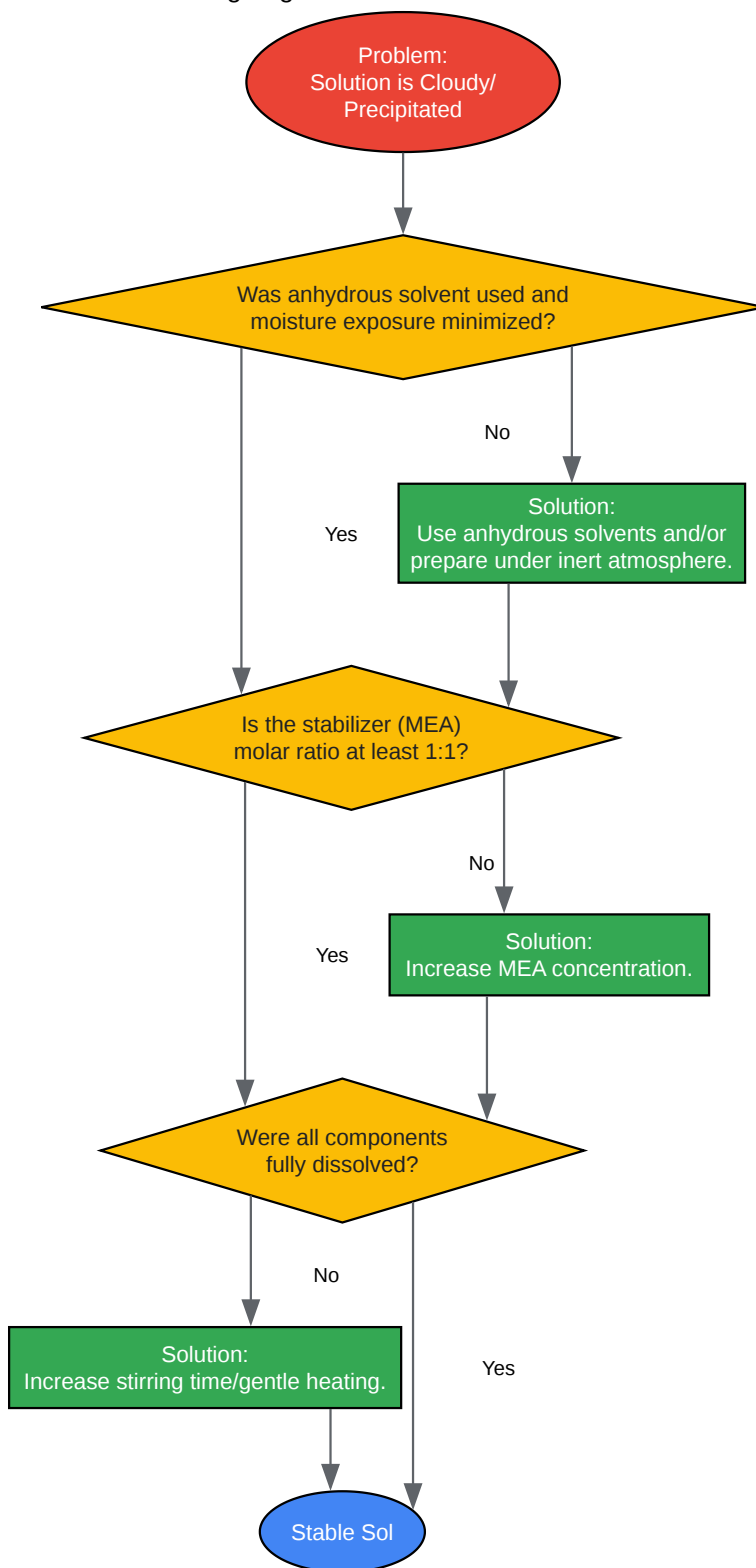 Problem:
Solution is Cloudy/
Precipitated
Was anhydrous solvent used and
moisture exposure minimized?
No
Yes
Solution:
Use anhydrous solvents and/or
prepare under inert atmosphere.
Is the stabilizer (MEA)
molar ratio at least 1:1?
No
Yes
Solution:
Increase MEA concentration.
Were all components
fully dissolved?
No
Solution:
Increase stirring time/gentle heating.
Yes
Stable Sol